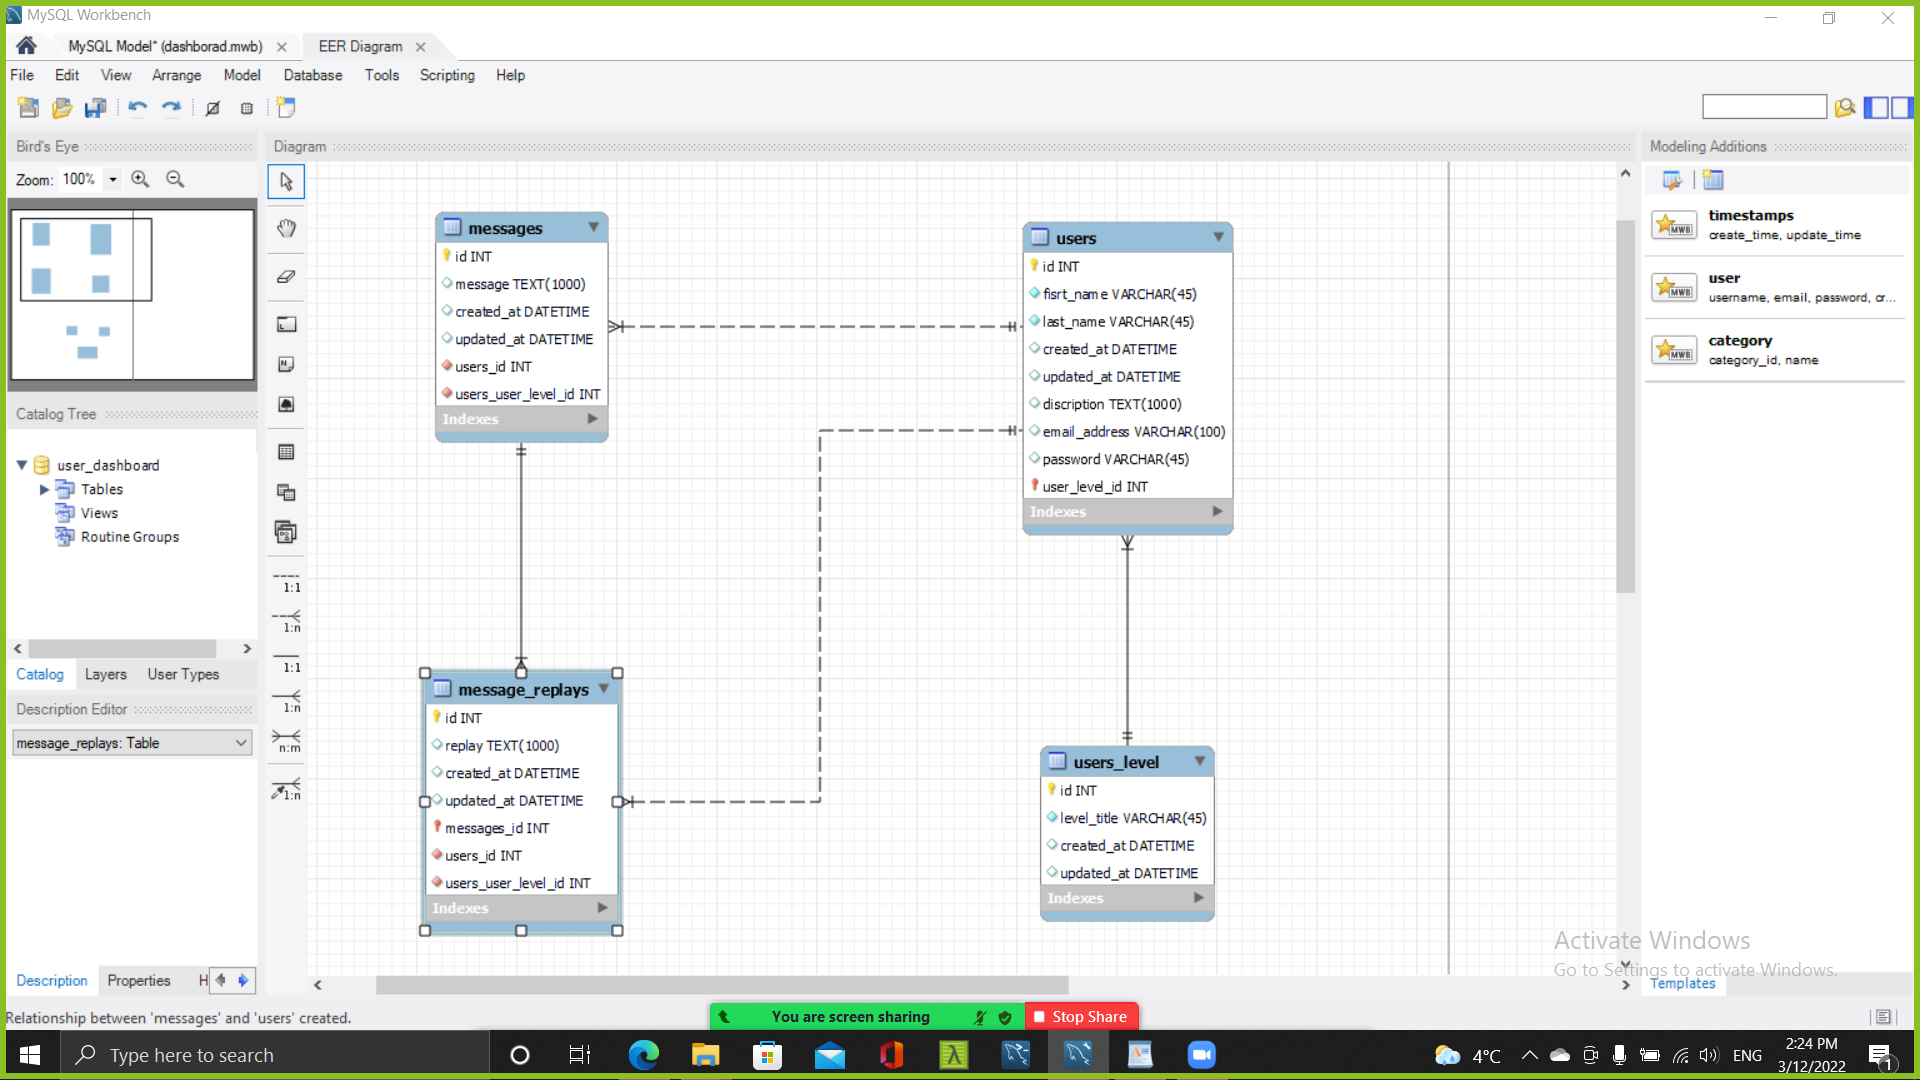 MySQL Workbench
MySQL Model* (dashborad.mwb)
EER Diagram
File Edit View Arrange Model Database Tools Scripting Help
Bird's Eye
Diagram
Modeling Additions
Zoom: 100%
timestamps
create_time, update_time
user
username, email, password, cr...
category
category_id, name
messages
id INT
message TEXT(1000)
created_at DATETIME
updated_at DATETIME
users_id INT
users_user_level_id INT
Indexes
users
id INT
fisrt_name VARCHAR(45)
last_name VARCHAR(45)
created_at DATETIME
updated_at DATETIME
discription TEXT(1000)
email_address VARCHAR(100)
password VARCHAR(45)
user_level_id INT
Indexes
Catalog Tree
user_dashboard
Tables
Views
Routine Groups
1:1
1:n
1:1
1:n
n:m
1:n
Catalog Layers User Types
Description Editor
message_replays: Table
message_replays
id INT
replay TEXT(1000)
created_at DATETIME
updated_at DATETIME
messages_id INT
users_id INT
users_user_level_id INT
Indexes
users_level
id INT
level_title VARCHAR(45)
created_at DATETIME
updated_at DATETIME
Indexes
Activate Windows
Go to Settings to activate Windows.
Description Properties H
Templates
Relationship between 'messages' and 'users' created.
You are screen sharing
Stop Share
Type here to search
4°C
ENG
2:24 PM
3/12/2022
1
MWB
MWB
MWB